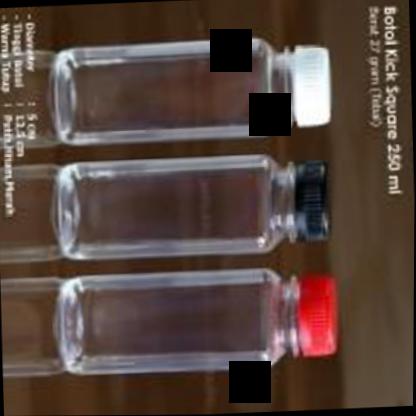 Botol Kick Square 250 ml
Berat 27 gram (Tebal)
- Diameter : 5 cm
- Tinggi Botol : 12,5 cm
- Warna Tutup : Putih,Hitam,Merah